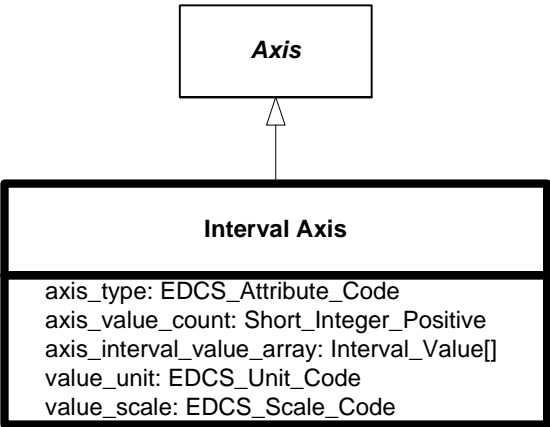 Axis
Interval Axis
axis_type: EDCS_Attribute_Code
axis_value_count: Short_Integer_Positive
axis_interval_value_array: Interval_Value[]
value_unit: EDCS_Unit_Code
value_scale: EDCS_Scale_Code